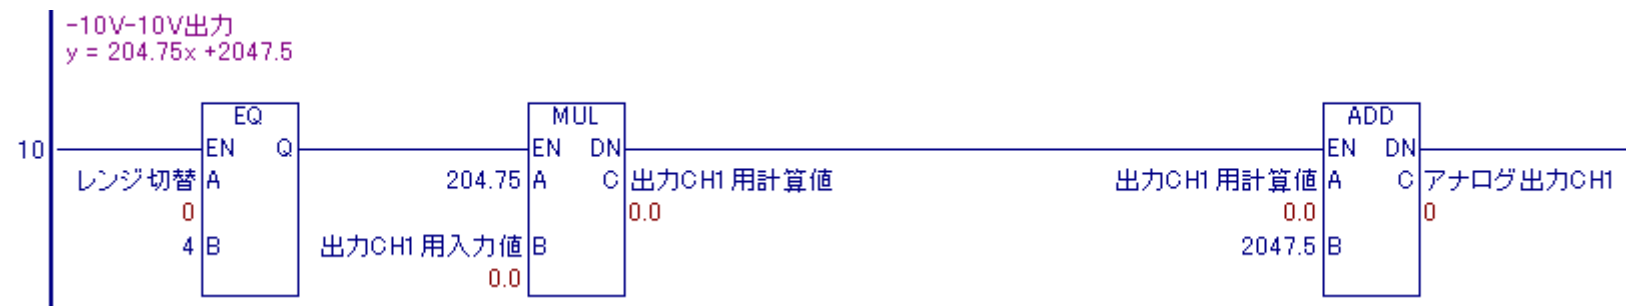 -10V-10V出力
y = 204.75x +2047.5
EQ MUL ADD
10 EN Q EN DN EN DN
レンジ切替 A 204.75 A C 出力CH1用計算値 出力CH1用計算値 A C アナログ出力CH1
0 0.0 0.0 0
4 B 出力CH1用入力値 B 2047.5 B
0.0